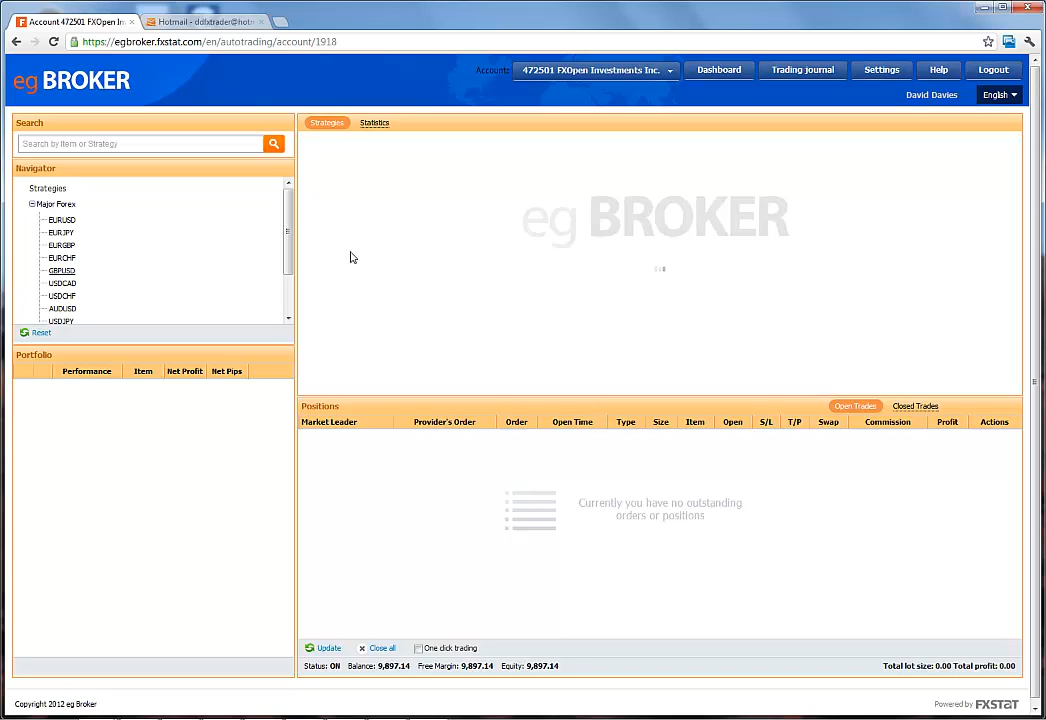 Account 472501 FXOpen In
Hotmail - ddfxtrader@hotm
https://egbroker.fxstat.com/en/autotrading/account/1918
eg BROKER
Account:
472501 FXOpen Investments Inc.
Dashboard
Trading journal
Settings
Help
Logout
David Davies
English
Search
Search by Item or Strategy
Navigator
Strategies
Major Forex
EURUSD
EURJPY
EURGBP
EURCHF
GBPUSD
USDCAD
USDCHF
AUDUSD
USDJPY
Reset
Portfolio
Performance Item Net Profit Net Pips
Strategies Statistics
eg BROKER
Positions
Open Trades Closed Trades
Market Leader Provider's Order Order Open Time Type Size Item Open S/L T/P Swap Commission Profit Actions
Currently you have no outstanding
orders or positions
Update Close all One click trading
Status: ON Balance: 9,897.14 Free Margin: 9,897.14 Equity: 9,897.14
Total lot size: 0.00 Total profit: 0.00
Copyright 2012 eg Broker
Powered by FXSTAT